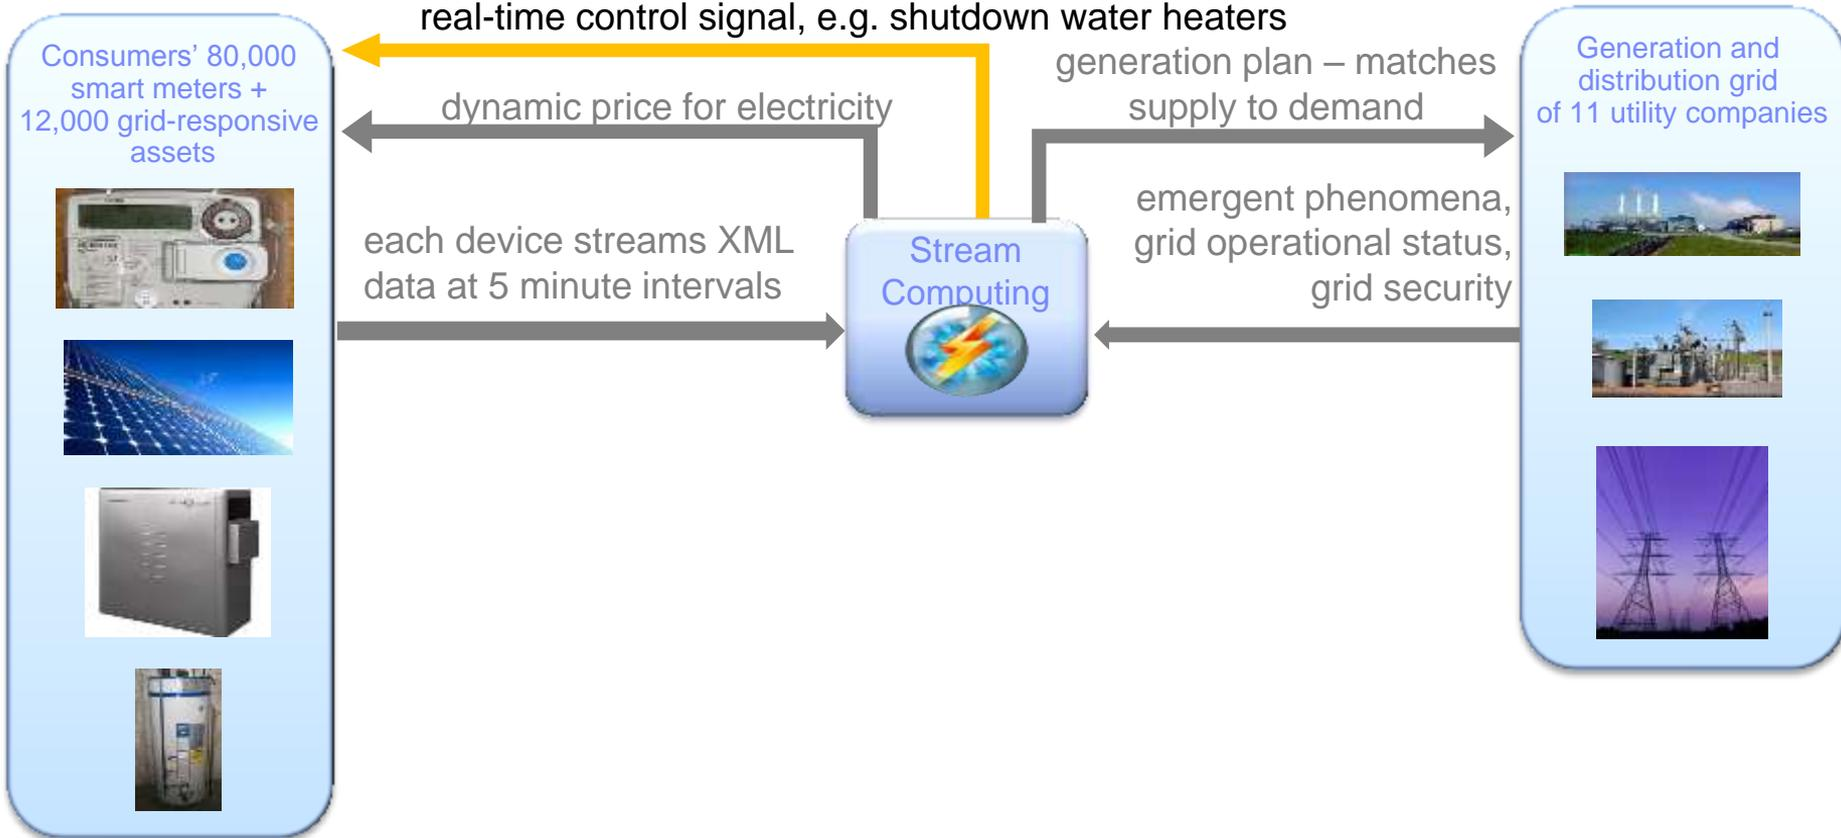 real-time control signal, e.g. shutdown water heaters
Consumers’ 80,000
smart meters +
12,000 grid-responsive
assets
dynamic price for electricity
each device streams XML
data at 5 minute intervals
Stream
Computing
generation plan – matches
supply to demand
emergent phenomena,
grid operational status,
grid security
Generation and
distribution grid
of 11 utility companies